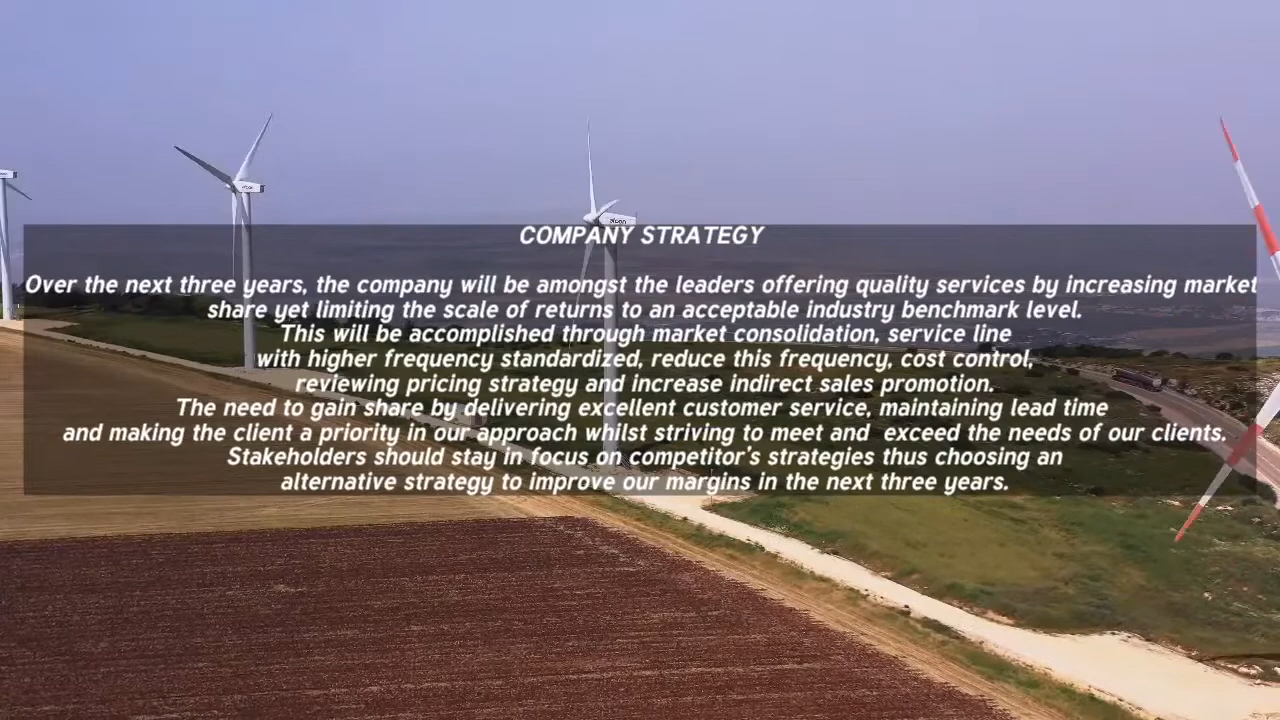 COMPANY STRATEGY
Over the next three years, the company will be amongst the leaders offering quality services by increasing market
share yet limiting the scale of returns to an acceptable industry benchmark level.
This will be accomplished through market consolidation, service line
with higher frequency standardized, reduce this frequency, cost control,
reviewing pricing strategy and increase indirect sales promotion.
The need to gain share by delivering excellent customer service, maintaining lead time
and making the client a priority in our approach whilst striving to meet and  exceed the needs of our clients.
Stakeholders should stay in focus on competitor's strategies thus choosing an
alternative strategy to improve our margins in the next three years.